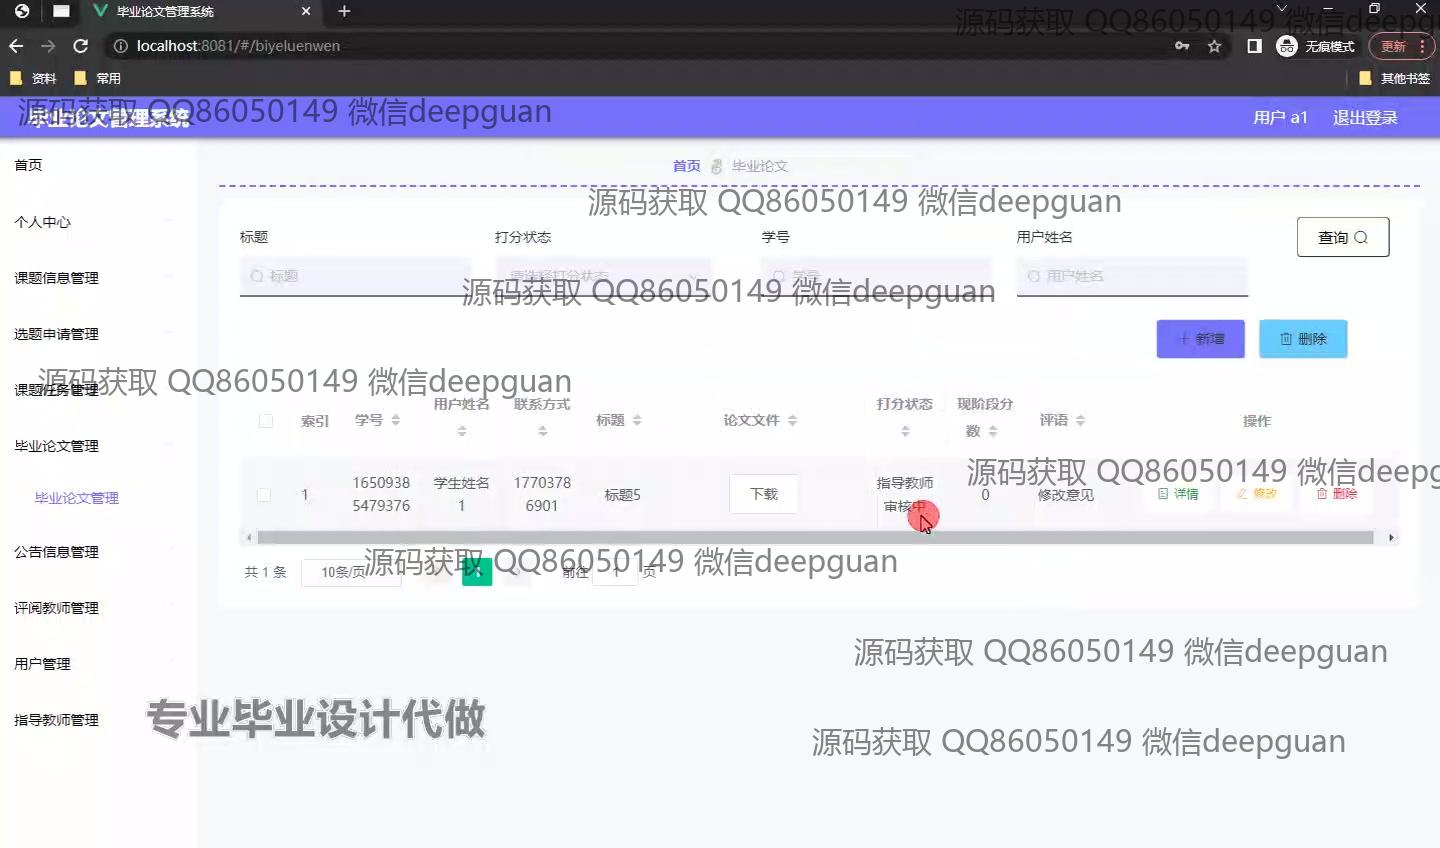 毕业论文管理系统
localhost:8081/#/biyeluenwen
无痕模式
更新
资料
常用
其他书签
源码获取 QQ86050149 微信deepgu
源码获取 QQ86050149 微信deepguan
毕业论文管理系统
用户 a1
退出登录
首页
个人中心
课题信息管理
选题申请管理
课题任务管理
毕业论文管理
毕业论文管理
公告信息管理
评阅教师管理
用户管理
指导教师管理
首页
毕业论文
源码获取 QQ86050149 微信deepguan
标题
打分状态
学号
用户姓名
查询
标题
请选择打分状态
学号
用户姓名
源码获取 QQ86050149 微信deepguan
新增
删除
源码获取 QQ86050149 微信deepguan
索引
学号
用户姓名
联系方式
标题
论文文件
打分状态
现阶段分
数
评语
操作
源码获取 QQ86050149 微信deepg
1
1650938
5479376
学生姓名
1
1770378
6901
标题5
下载
指导教师
审核中
0
修改意见
详情
修改
删除
源码获取 QQ86050149 微信deepguan
共 1 条
10条/页
1
前往
1
页
源码获取 QQ86050149 微信deepguan
专业毕业设计代做
源码获取 QQ86050149 微信deepguan